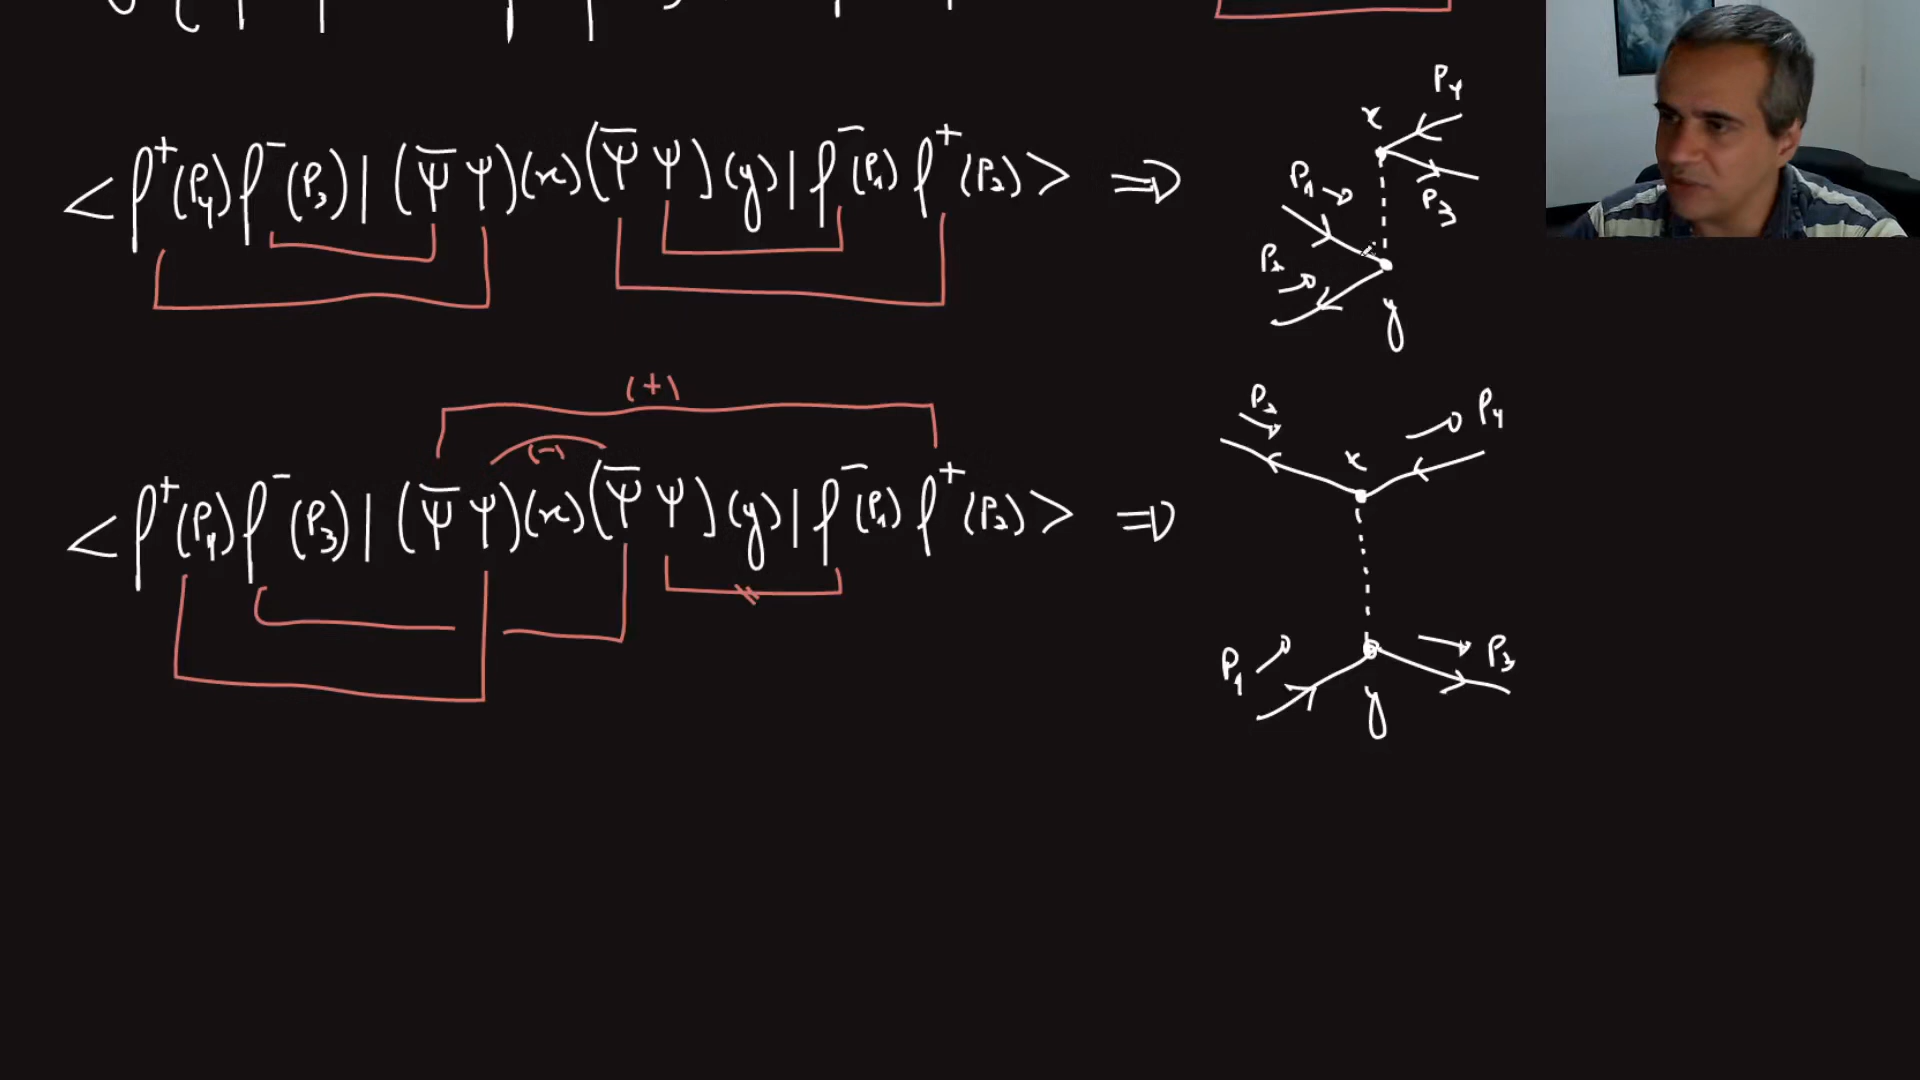 <f⁺(P₄) f⁻(P₃) | (Ψ̄ Ψ)(x) (Ψ̄ Ψ)(y) | f⁻(P₁) f⁺(P₂)> ⇒
x P₄
P₁ P₃
P₂
y
(+)
(-)
<f⁺(P₄) f⁻(P₃) | (Ψ̄ Ψ)(x) (Ψ̄ Ψ)(y) | f⁻(P₁) f⁺(P₂)> ⇒
P₂ P₄
x
P₁ P₃
y